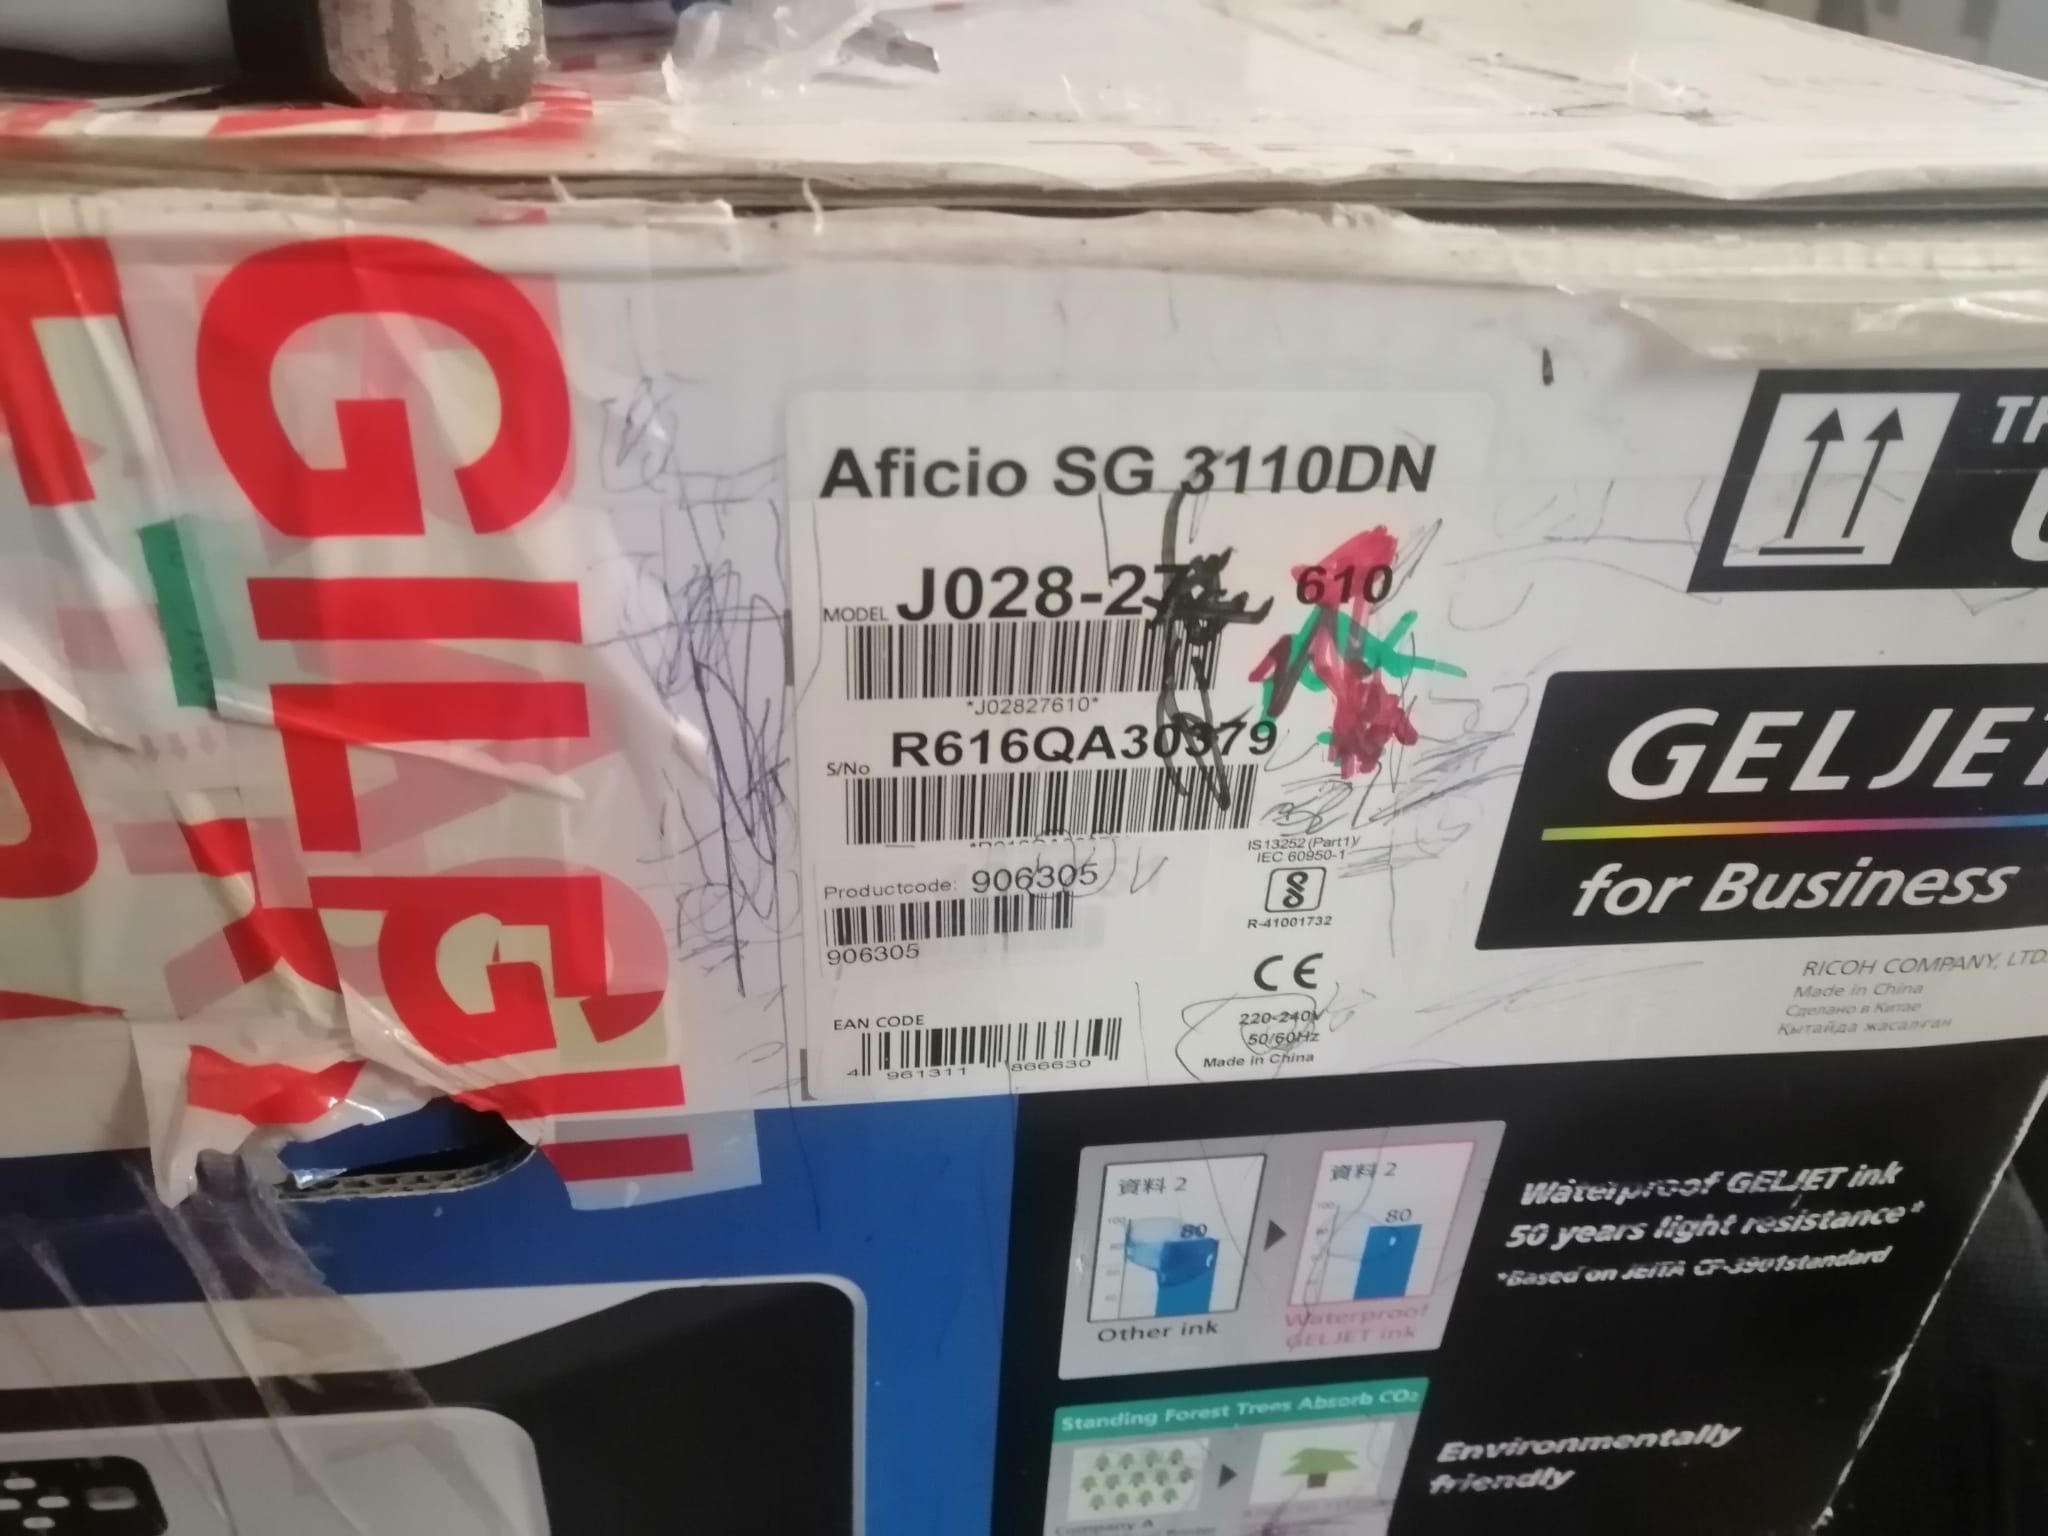 Aficio SG 3110DN
MODEL J028-27 610
*J02827610*
S/No R616QA30379
Productcode: 906305
906305
EAN CODE
4 961311 866630
IS13252 (Part1)/
IEC 60950-1
R-41001732
CE
220-240V
50/60Hz
Made in China
GELJET
for Business
RICOH COMPANY, LTD.
Made in China
Сделано в Китае
Қытайда жасалған
資料 2
100
80
Other ink
資料 2
100
80
Waterproof
GELJET ink
Waterproof GELJET ink
50 years light resistance*
*Based on JEITA CP-3901standard
Standing Forest Trees Absorb CO₂
Company A
Environmentally
friendly